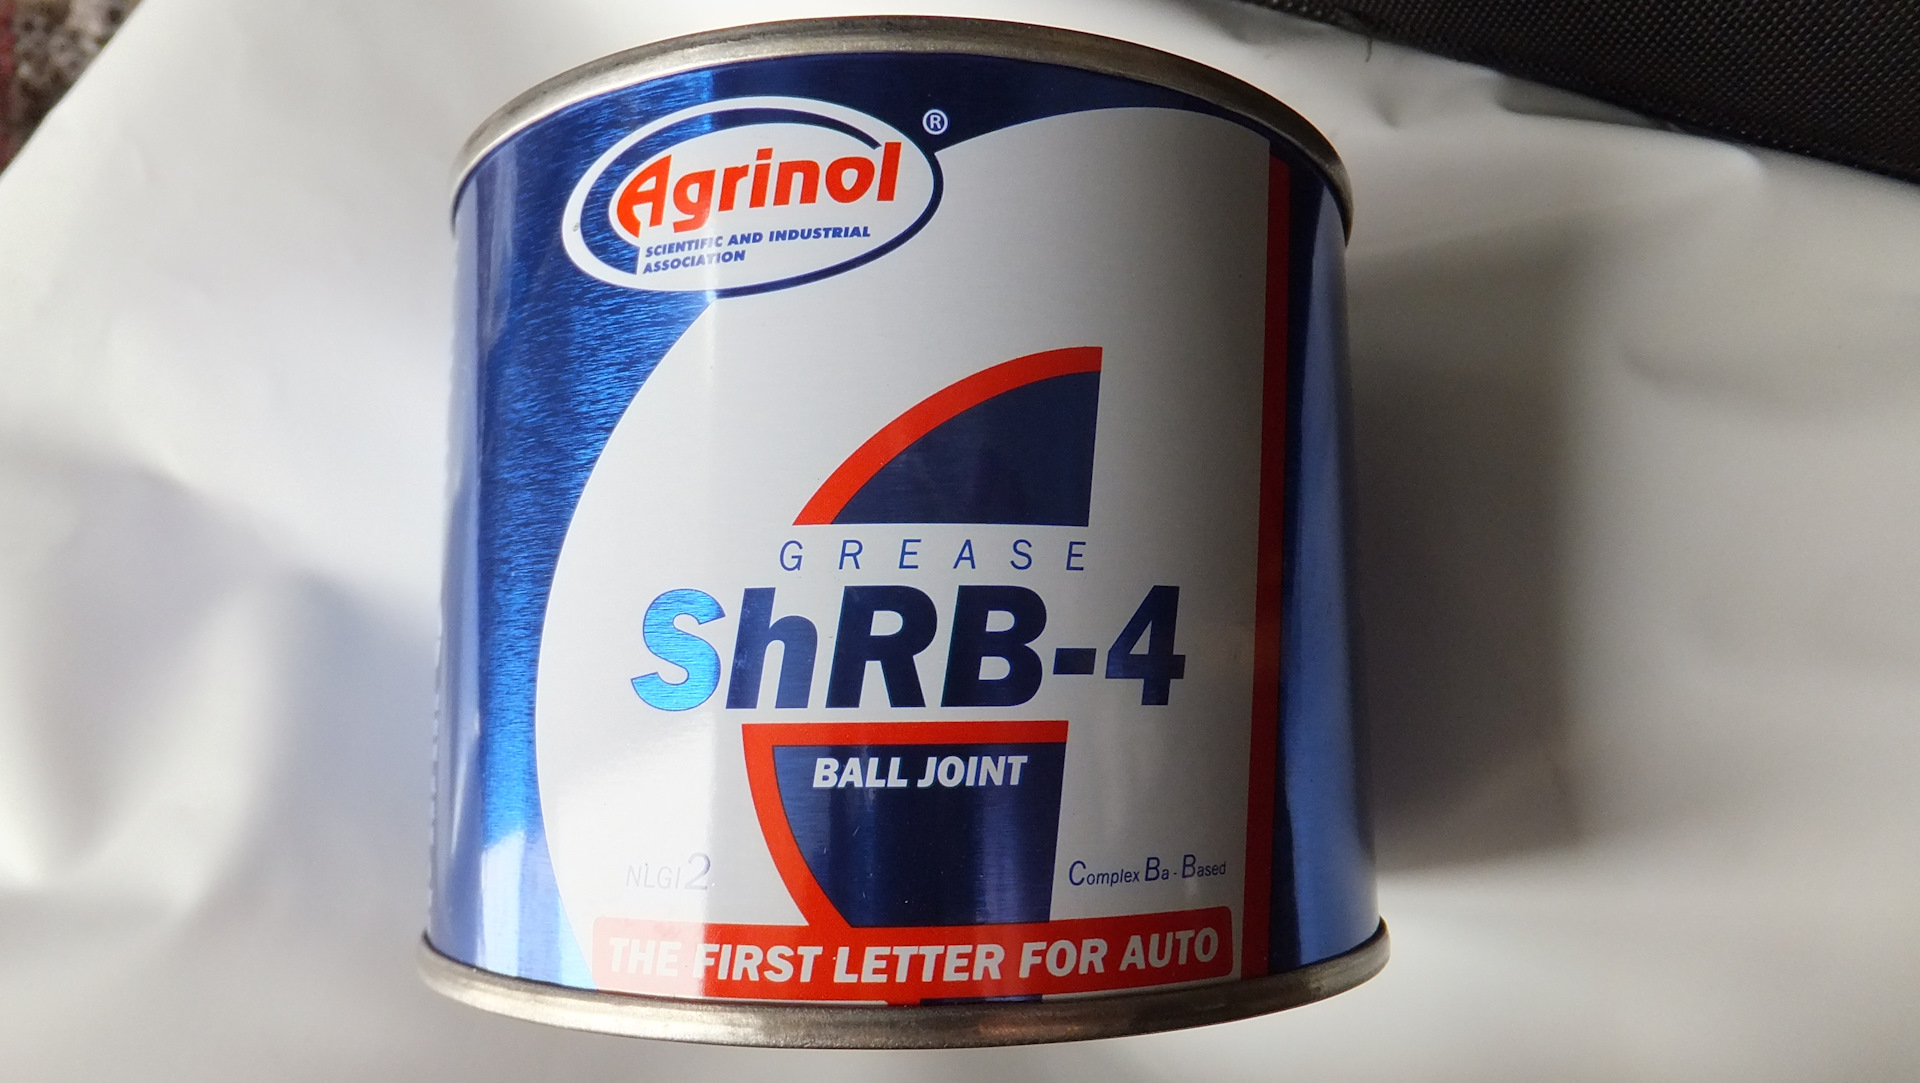 Agrinol ®
SCIENTIFIC AND INDUSTRIAL
ASSOCIATION
GREASE
ShRB-4
BALL JOINT
NLGI 2
Complex Ba - Based
THE FIRST LETTER FOR AUTO